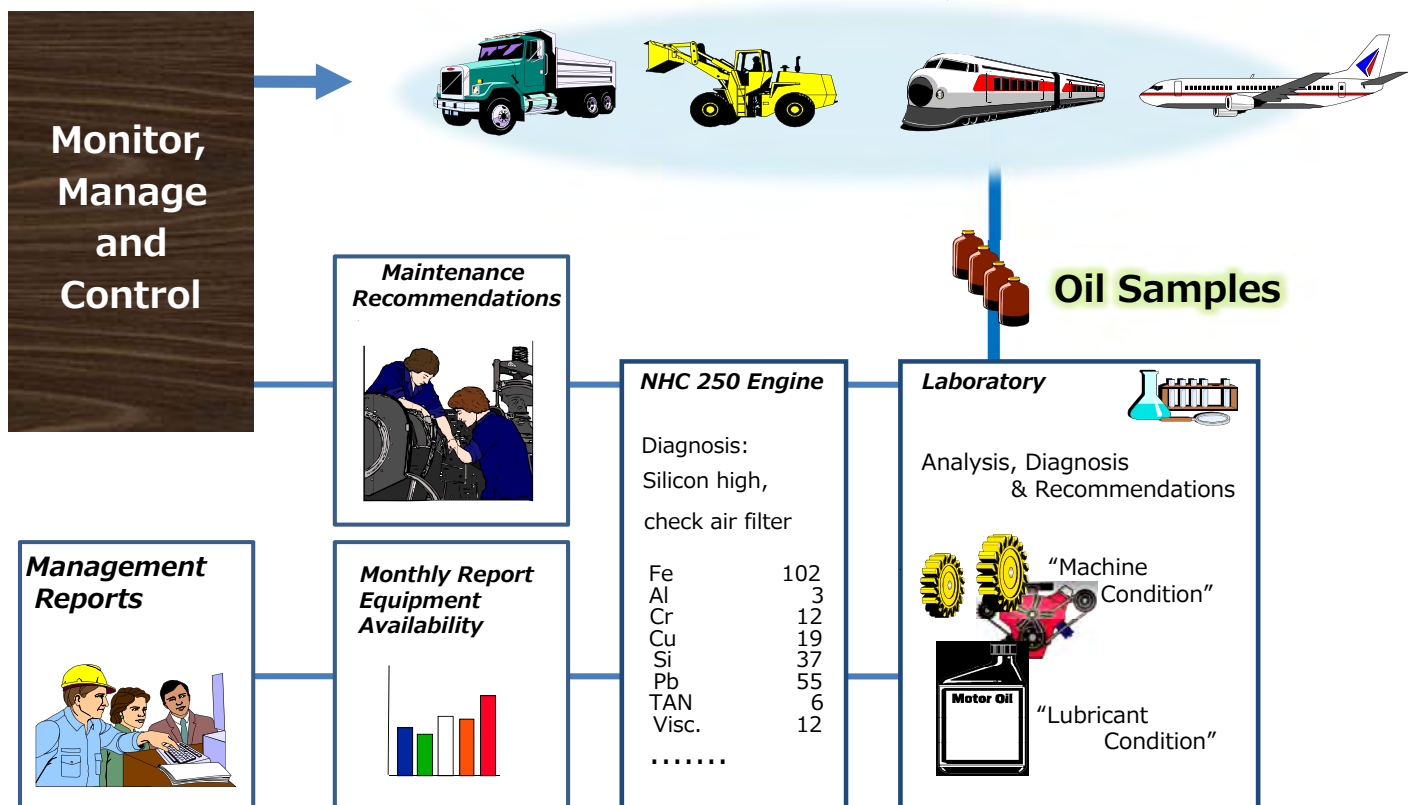 Monitor,
Manage
and
Control
Oil Samples
Maintenance
Recommendations
NHC 250 Engine
Diagnosis:
Silicon high,
check air filter
Fe 102
Al 3
Cr 12
Cu 19
Si 37
Pb 55
TAN 6
Visc. 12
.......
Laboratory
Analysis, Diagnosis
& Recommendations
“Machine
Condition”
Motor Oil
“Lubricant
Condition”
Management
Reports
Monthly Report
Equipment
Availability